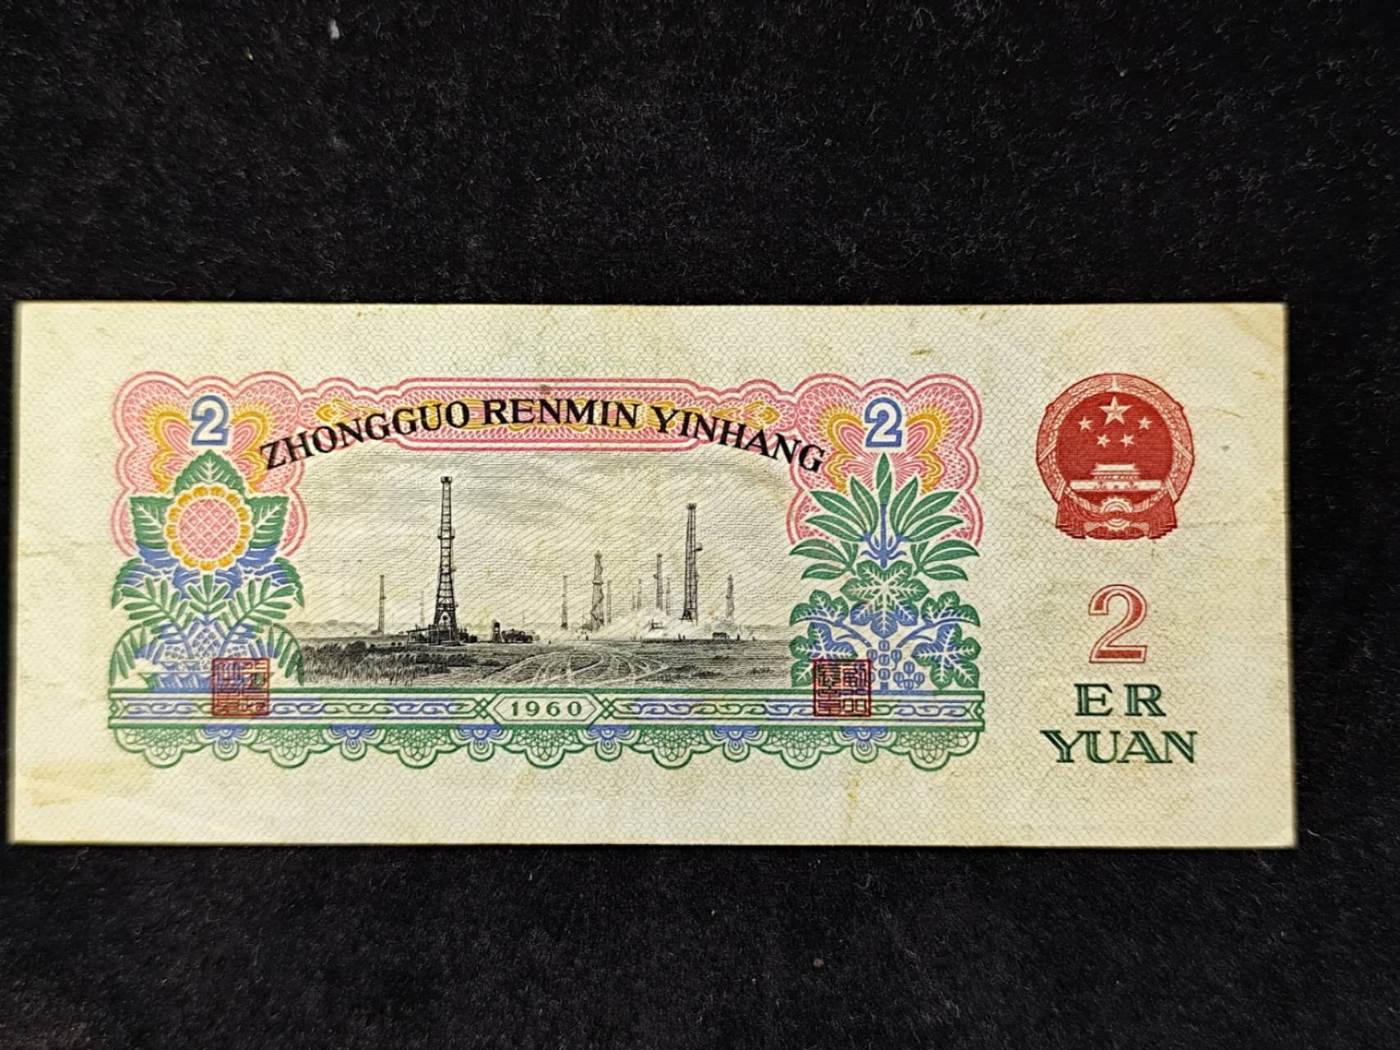 2
2
ZHONGGUO RENMIN YINHANG
1960
2
ER
YUAN